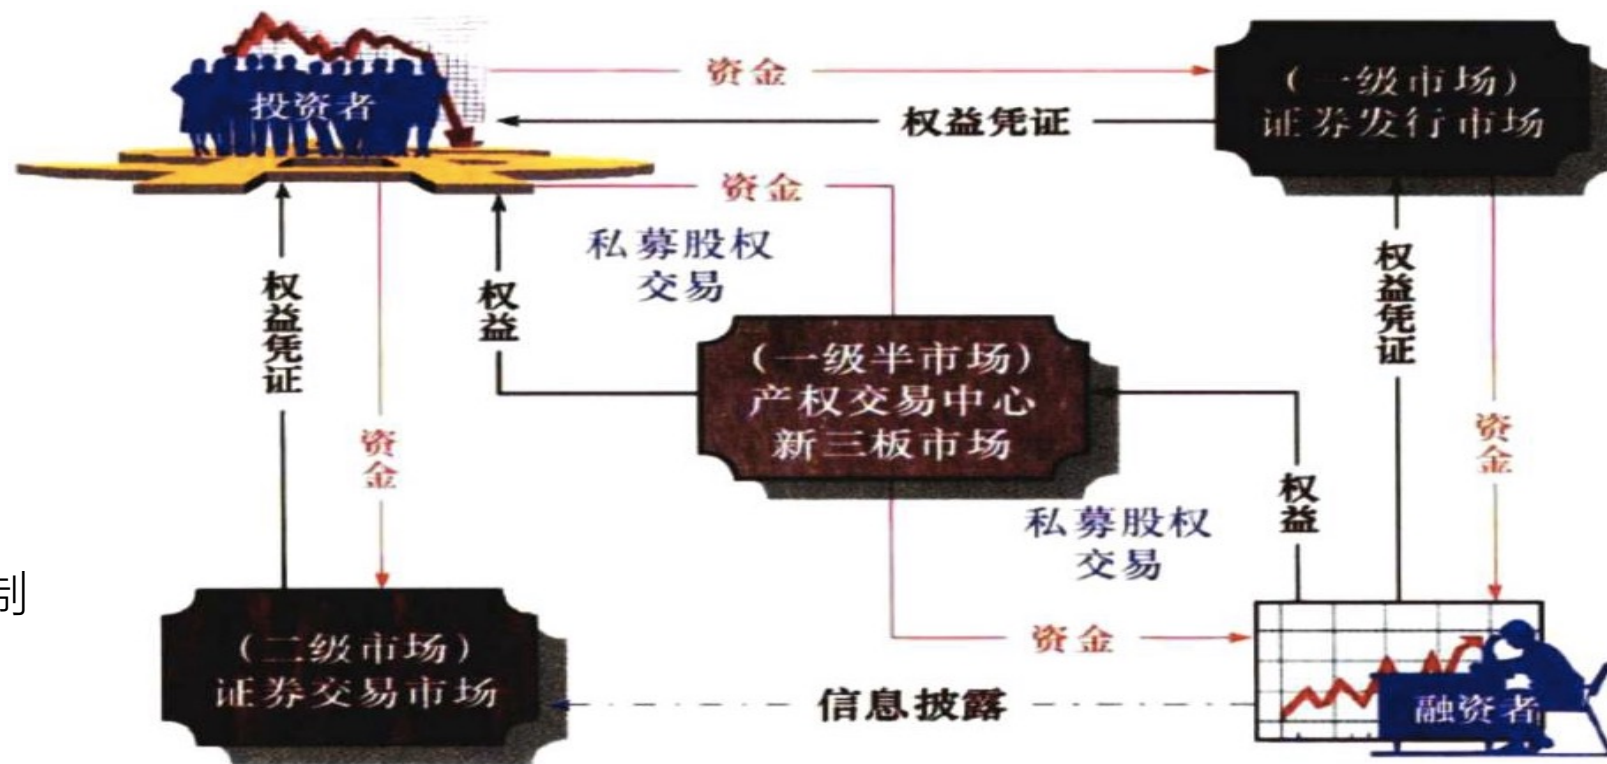 资金
(一级市场)
证券发行市场
投资者
权益凭证
资金
私募股权
交易
权益凭证
权益
权益凭证
(一级半市场)
产权交易中心
新三板市场
资金
资金
权益
私募股权
交易
制
(二级市场)
证券交易市场
资金
信息披露
融资者